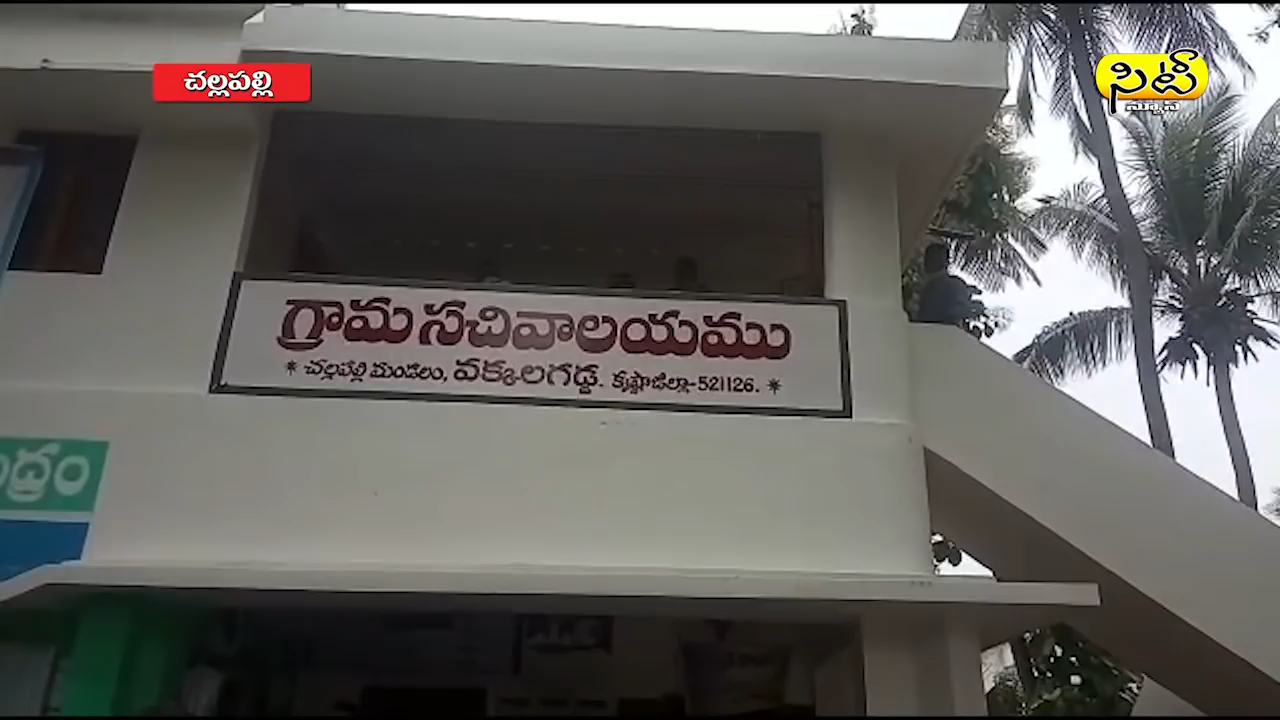 చల్లపల్లి
సిటీ
న్యూస్
గ్రామ సచివాలయము
* చల్లపల్లి మండలం, వక్కలగడ్డ. కృష్ణాజిల్లా-521126. *